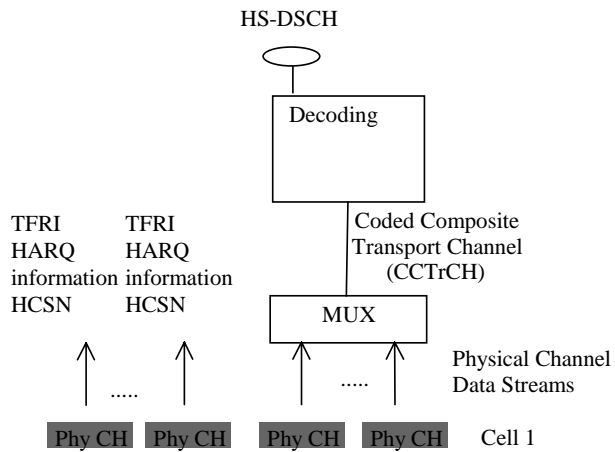 HS-DSCH
Decoding
TFRI
HARQ
information
HCSN
TFRI
HARQ
information
HCSN
Coded Composite
Transport Channel
(CCTrCH)
MUX
Physical Channel
Data Streams
.....
.....
Phy CH
Phy CH
Phy CH
Phy CH
Cell 1